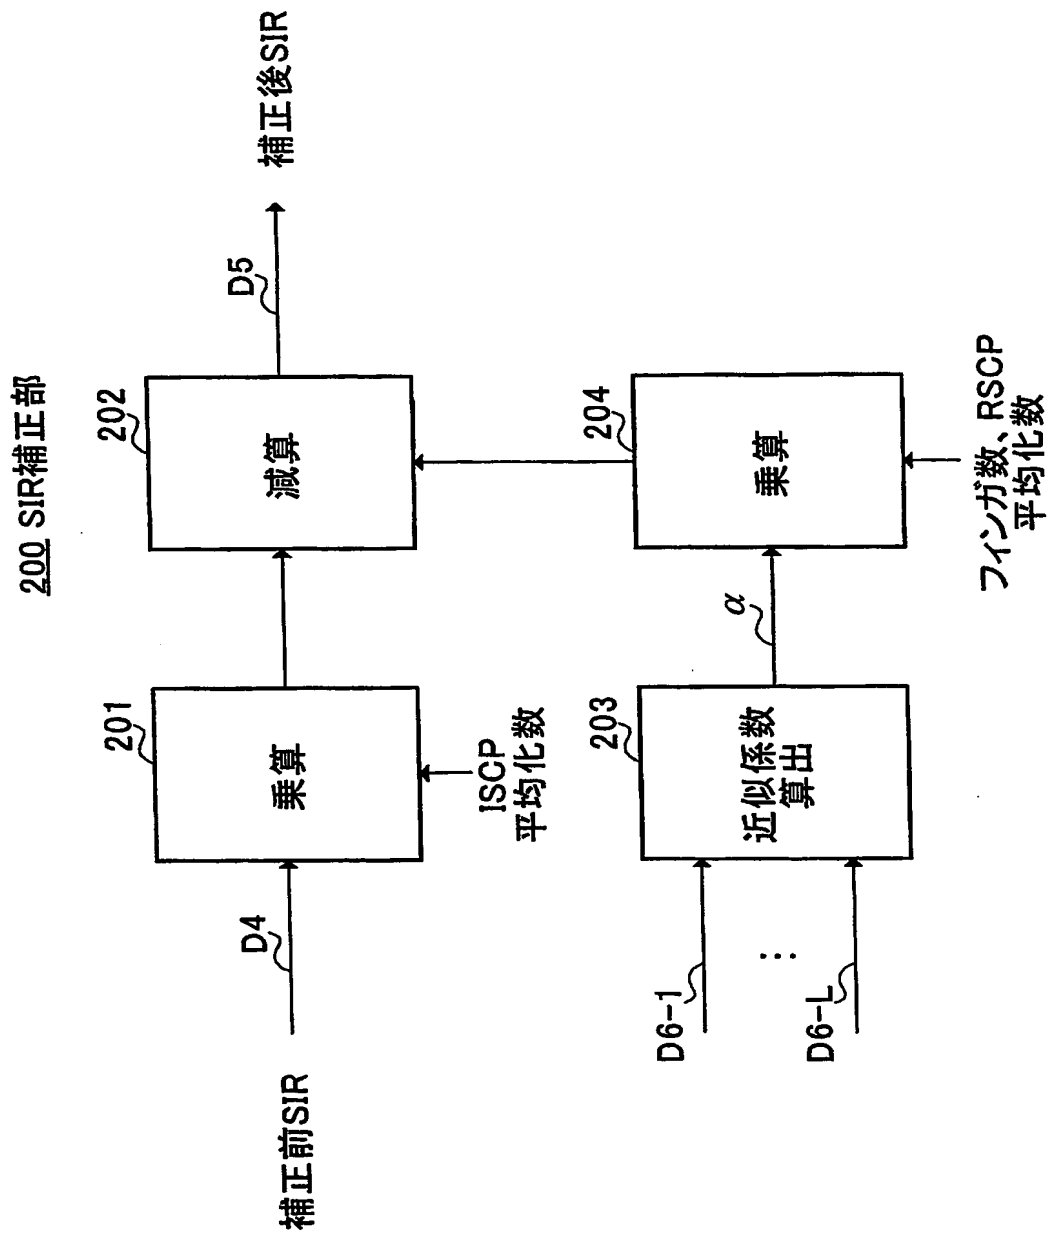 200 SIR補正部
補正前SIR
D4
201
乗算
ISCP
平均化数
202
減算
D5
補正後SIR
D6-1
⋮
D6-L
203
近似係数
算出
α
204
乗算
フィンガ数、RSCP
平均化数